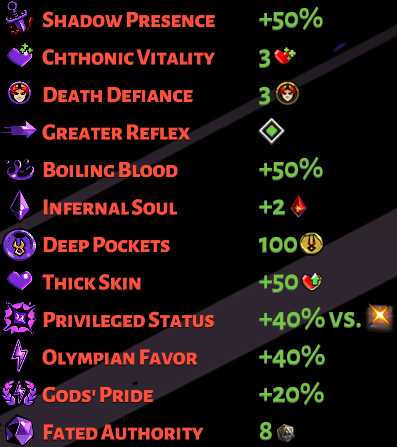 Shadow Presence +50%
Chthonic Vitality 3
Death Defiance 3
Greater Reflex
Boiling Blood +50%
Infernal Soul +2
Deep Pockets 100
Thick Skin +50
Privileged Status +40% vs.
Olympian Favor +40%
Gods' Pride +20%
Fated Authority 8